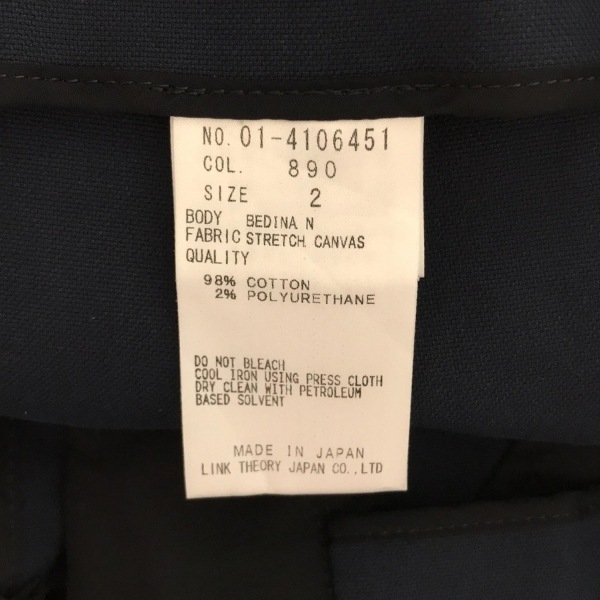 NO. 01-4106451
COL. 890
SIZE 2
BODY BEDINA N
FABRIC STRETCH CANVAS
QUALITY
98% COTTON
2% POLYURETHANE
DO NOT BLEACH
COOL IRON USING PRESS CLOTH
DRY CLEAN WITH PETROLEUM
BASED SOLVENT
MADE IN JAPAN
LINK THEORY JAPAN CO.,LTD